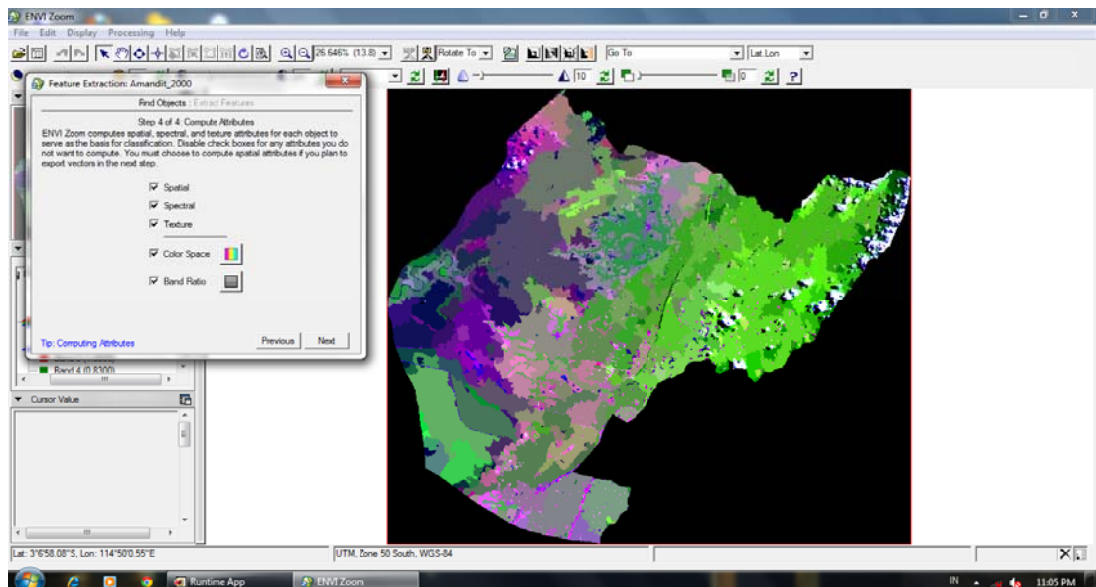 ENVI Zoom
File Edit Display Processing Help
26.646% (13.8) Rotate To Go To Lat.Lon
10 0 ?
Feature Extraction: Amandit_2000
Find Objects : Extract Features
Step 4 of 4: Compute Attributes
ENVI Zoom computes spatial, spectral, and texture attributes for each object to
serve as the basis for classification. Disable check boxes for any attributes you do
not want to compute. You must choose to compute spatial attributes if you plan to
export vectors in the next step.
Spatial
Spectral
Texture
Color Space
Band Ratio
Tip: Computing Attributes Previous Next
Band 4 (0.8300)
Cursor Value
Lat: 3°6'58.08"S, Lon: 114°50'0.55"E UTM, Zone 50 South, WGS-84
Runtime App ENVI Zoom IN 11:05 PM